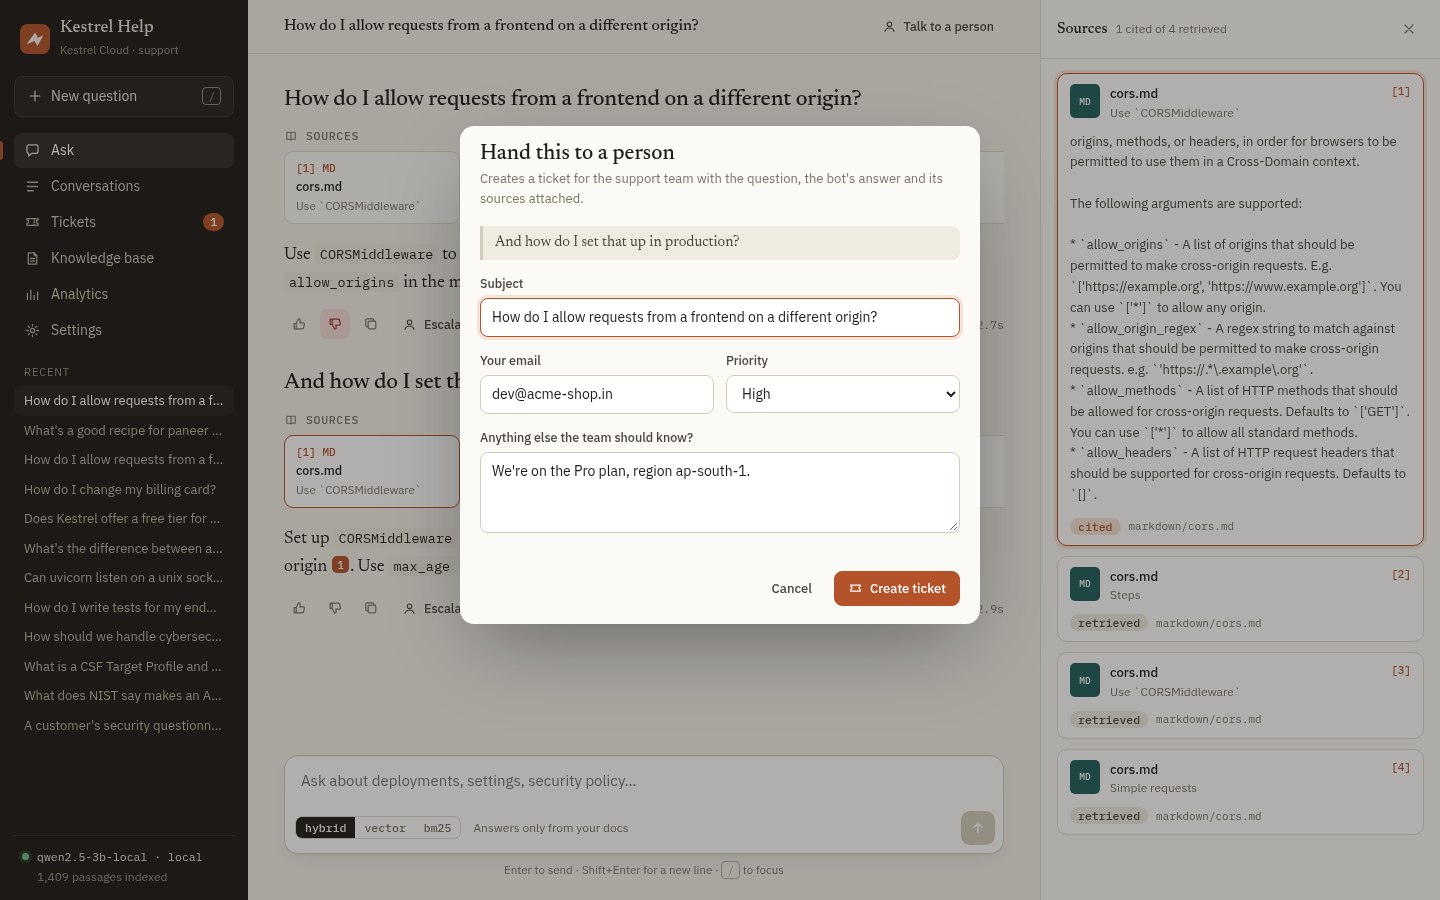 Kestrel Help
Kestrel Cloud · support
New question /
Ask
Conversations
Tickets 1
Knowledge base
Analytics
Settings
RECENT
How do I allow requests from a f…
What's a good recipe for paneer …
How do I allow requests from a f…
How do I change my billing card?
Does Kestrel offer a free tier for …
What's the difference between a…
Can uvicorn listen on a unix sock…
How do I write tests for my end…
How should we handle cybersec…
What is a CSF Target Profile and …
What does NIST say makes an A…
A customer's security questionn…
qwen2.5-3b-local · local
1,409 passages indexed
How do I allow requests from a frontend on a different origin?
Talk to a person
How do I allow requests from a frontend on a different origin?
SOURCES
[1] MD
cors.md
Use `CORSMiddleware`
Use CORSMiddleware to
allow_origins in the m
Escala
2.7s
And how do I set th
SOURCES
[1] MD
cors.md
Use `CORSMiddleware`
Set up CORSMiddleware
origin 1. Use max_age
Escala
2.9s
Hand this to a person
Creates a ticket for the support team with the question, the bot's answer and its
sources attached.
And how do I set that up in production?
Subject
How do I allow requests from a frontend on a different origin?
Your email
dev@acme-shop.in
Priority
High
Anything else the team should know?
We're on the Pro plan, region ap-south-1.
Cancel
Create ticket
Ask about deployments, settings, security policy…
hybrid vector bm25 Answers only from your docs
Enter to send · Shift+Enter for a new line · / to focus
Sources 1 cited of 4 retrieved
MD
cors.md
[1]
Use `CORSMiddleware`
origins, methods, or headers, in order for browsers to be
permitted to use them in a Cross-Domain context.
The following arguments are supported:
* `allow_origins` - A list of origins that should be
permitted to make cross-origin requests. E.g.
`['https://example.org', 'https://www.example.org']`. You
can use `['*']` to allow any origin.
* `allow_origin_regex` - A regex string to match against
origins that should be permitted to make cross-origin
requests. e.g. `'https://.*\.example\.org'`.
* `allow_methods` - A list of HTTP methods that should
be allowed for cross-origin requests. Defaults to `['GET']`.
You can use `['*']` to allow all standard methods.
* `allow_headers` - A list of HTTP request headers that
should be supported for cross-origin requests. Defaults to
`[]`.
cited markdown/cors.md
MD
cors.md
[2]
Steps
retrieved markdown/cors.md
MD
cors.md
[3]
Use `CORSMiddleware`
retrieved markdown/cors.md
MD
cors.md
[4]
Simple requests
retrieved markdown/cors.md